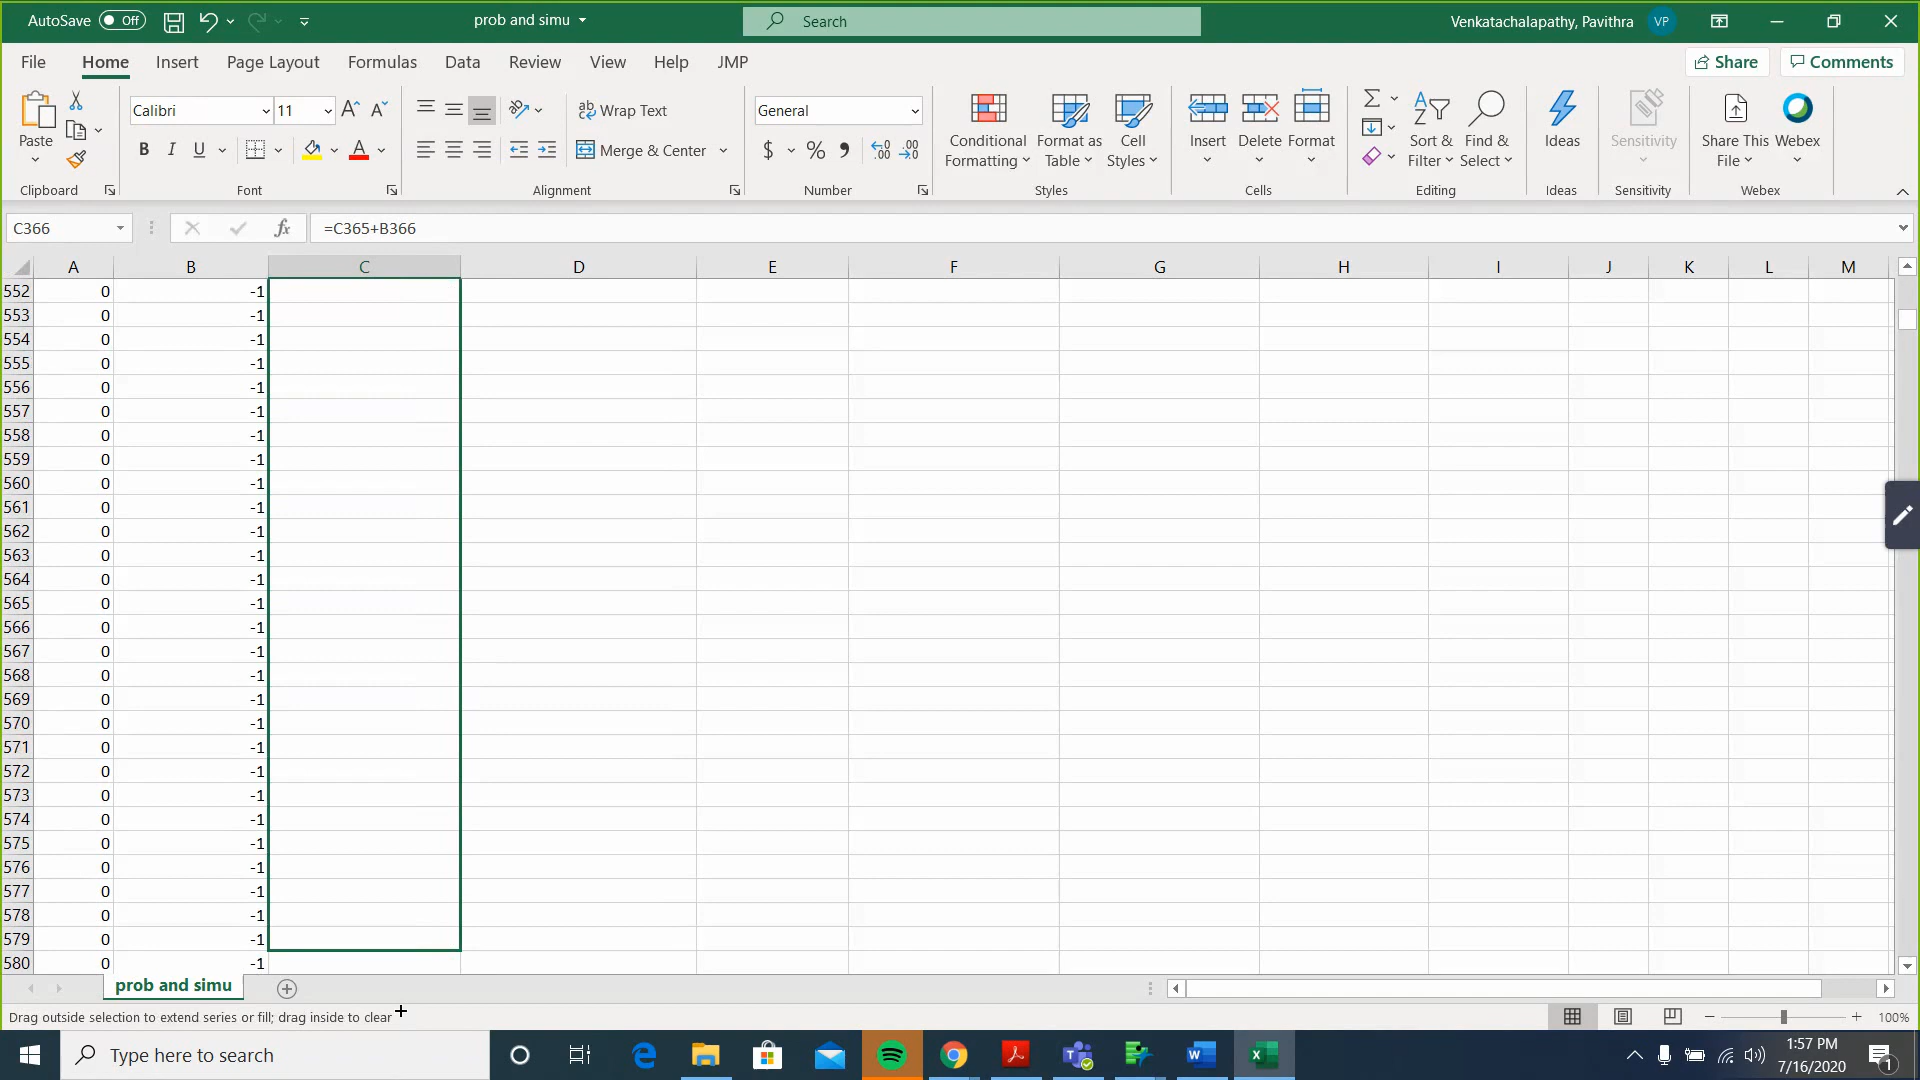 AutoSave Off prob and simu Search Venkatachalapathy, Pavithra VP
File Home Insert Page Layout Formulas Data Review View Help JMP Share Comments
Paste Calibri 11 Wrap Text General Conditional Formatting Format as Table Cell Styles Insert Delete Format Sort & Filter Find & Select Ideas Sensitivity Share This File Webex
B I U A Merge & Center $ % 9
Clipboard Font Alignment Number Styles Cells Editing Ideas Sensitivity Webex
C366 fx =C365+B366
A B C D E F G H I J K L M
552 0 -1
553 0 -1
554 0 -1
555 0 -1
556 0 -1
557 0 -1
558 0 -1
559 0 -1
560 0 -1
561 0 -1
562 0 -1
563 0 -1
564 0 -1
565 0 -1
566 0 -1
567 0 -1
568 0 -1
569 0 -1
570 0 -1
571 0 -1
572 0 -1
573 0 -1
574 0 -1
575 0 -1
576 0 -1
577 0 -1
578 0 -1
579 0 -1
580 0 -1
prob and simu
Drag outside selection to extend series or fill; drag inside to clear 100%
Type here to search 1:57 PM
7/16/2020 1